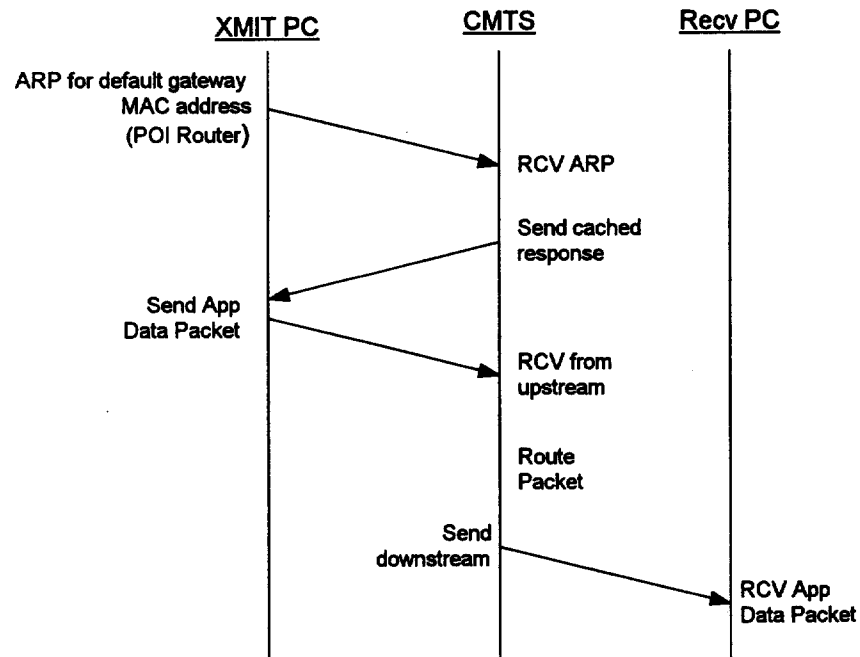 XMIT PC
CMTS
Recv PC
ARP for default gateway
MAC address
(POI Router)
RCV ARP
Send cached
response
Send App
Data Packet
RCV from
upstream
Route
Packet
Send
downstream
RCV App
Data Packet